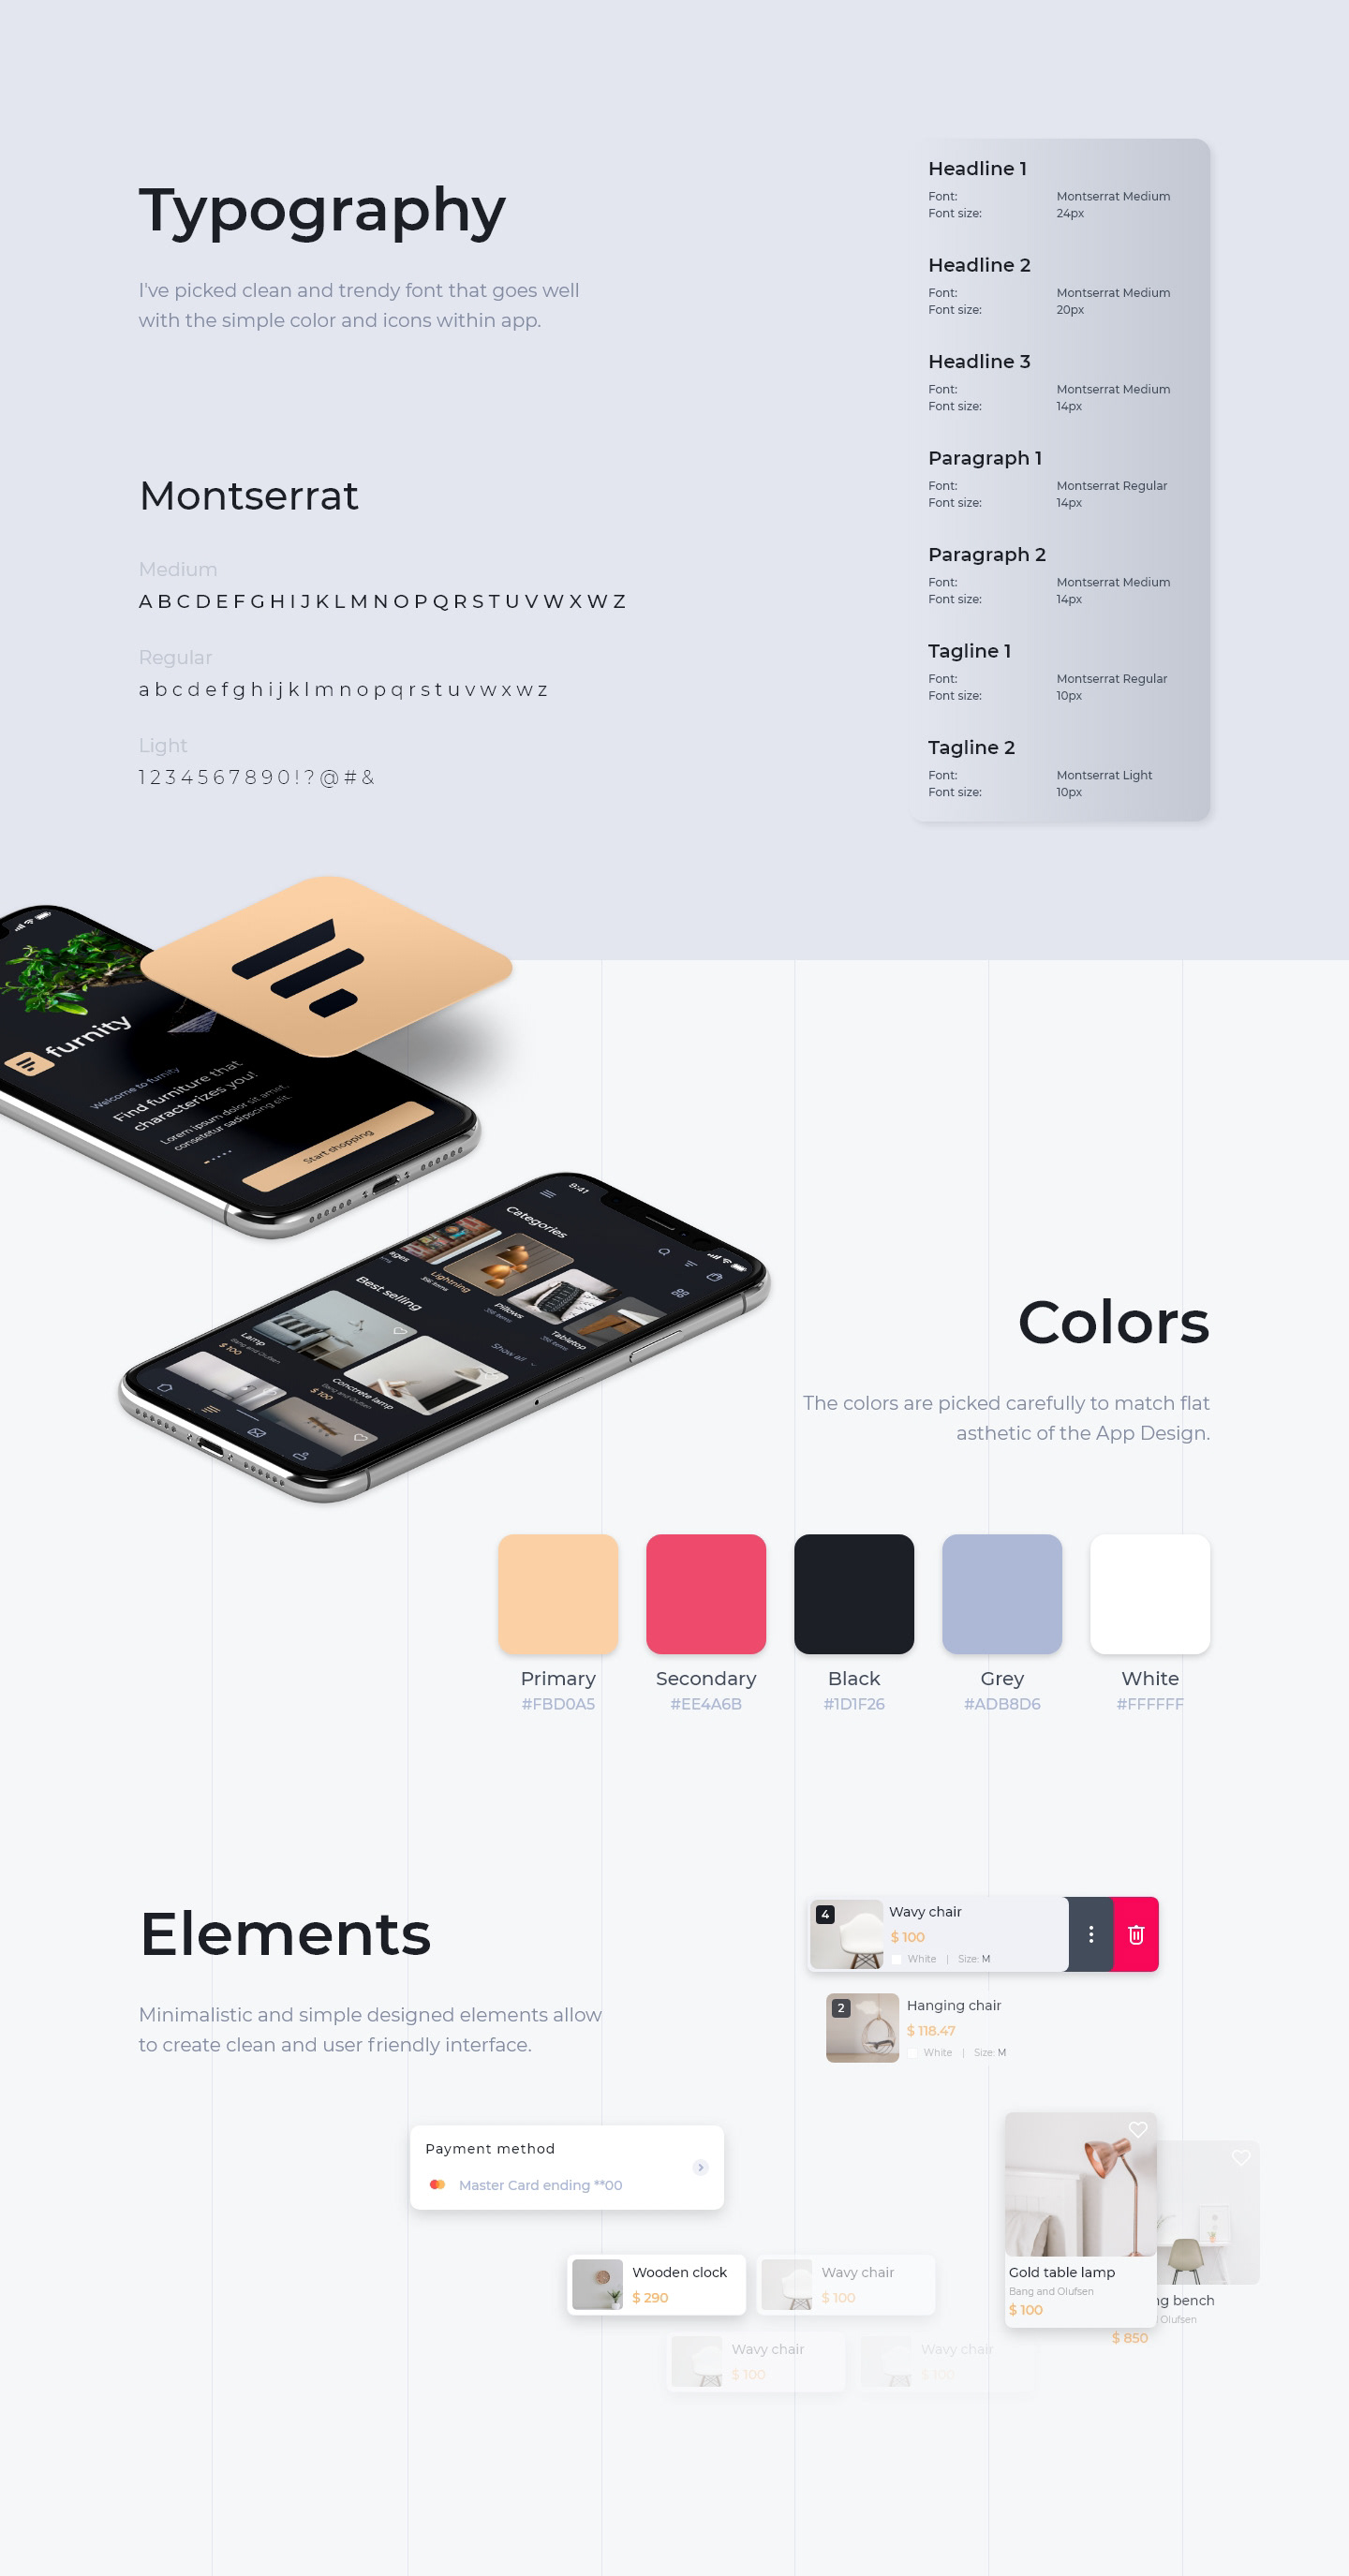 Typography
I've picked clean and trendy font that goes well
with the simple color and icons within app.
Montserrat
Medium
A B C D E F G H I J K L M N O P Q R S T U V W X W Z
Regular
a b c d e f g h i j k l m n o p q r s t u v w x w z
Light
1 2 3 4 5 6 7 8 9 0 ! ? @ # &
Headline 1
Font: Montserrat Medium
Font size: 24px
Headline 2
Font: Montserrat Medium
Font size: 20px
Headline 3
Font: Montserrat Medium
Font size: 14px
Paragraph 1
Font: Montserrat Regular
Font size: 14px
Paragraph 2
Font: Montserrat Medium
Font size: 14px
Tagline 1
Font: Montserrat Regular
Font size: 10px
Tagline 2
Font: Montserrat Light
Font size: 10px
furnity
Welcome to furnity
Find furniture that
characterizes you!
Lorem ipsum dolor sit amet,
consetetur sadipscing elit.
Start shopping
9:41
Categories
Lightning
Pillows
Tabletop
Best selling
Show all
Lamp
Bang and Olufsen
$ 100
Concrete lamp
Bang and Olufsen
$ 100
Colors
The colors are picked carefully to match flat
asthetic of the App Design.
Primary
#FBD0A5
Secondary
#EE4A6B
Black
#1D1F26
Grey
#ADB8D6
White
#FFFFFF
Elements
Minimalistic and simple designed elements allow
to create clean and user friendly interface.
4
Wavy chair
$ 100
White | Size: M
2
Hanging chair
$ 118.47
White | Size: M
Payment method
Master Card ending **00
Wooden clock
$ 290
Wavy chair
$ 100
Wavy chair
$ 100
Wavy chair
$ 100
Gold table lamp
Bang and Olufsen
$ 100
ng bench
Olufsen
$ 850